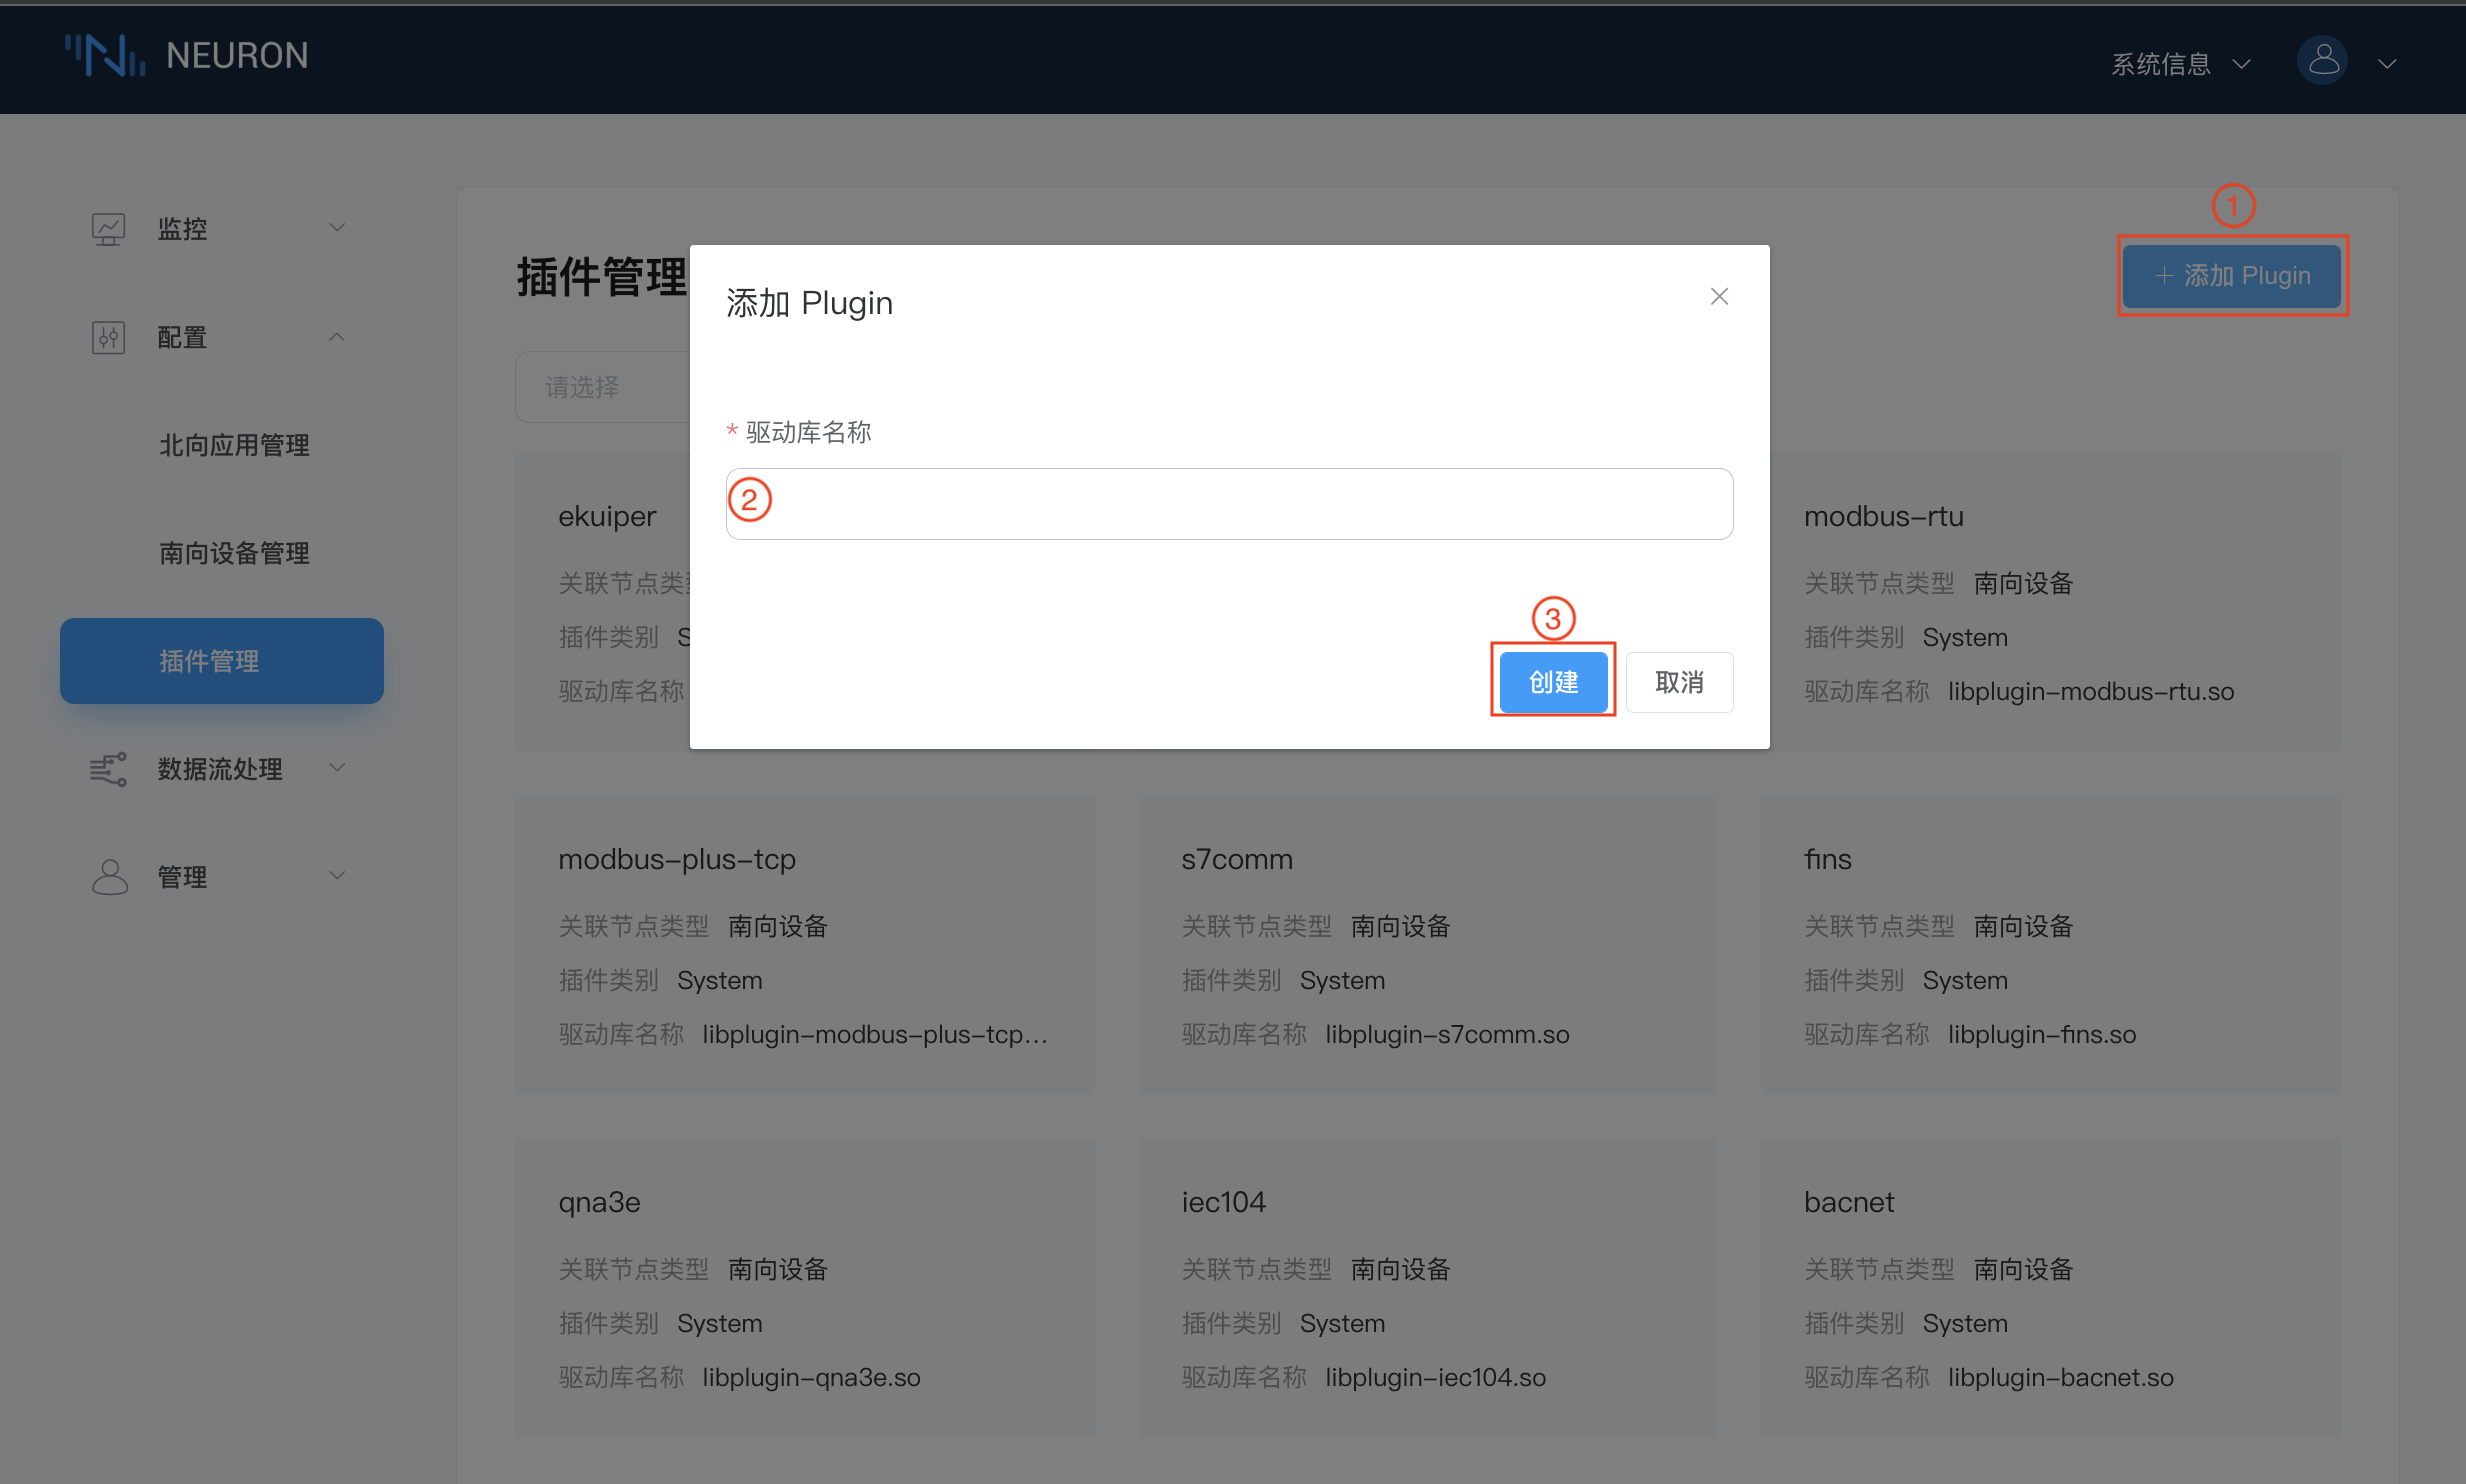 NEURON
系统信息
监控
配置
北向应用管理
南向设备管理
插件管理
数据流处理
管理
插件管理
①
+ 添加 Plugin
请选择
添加 Plugin
* 驱动库名称
②
③
创建
取消
ekuiper
关联节点类
插件类别
驱动库名称
modbus-rtu
关联节点类型 南向设备
插件类别 System
驱动库名称 libplugin-modbus-rtu.so
modbus-plus-tcp
关联节点类型 南向设备
插件类别 System
驱动库名称 libplugin-modbus-plus-tcp...
s7comm
关联节点类型 南向设备
插件类别 System
驱动库名称 libplugin-s7comm.so
fins
关联节点类型 南向设备
插件类别 System
驱动库名称 libplugin-fins.so
qna3e
关联节点类型 南向设备
插件类别 System
驱动库名称 libplugin-qna3e.so
iec104
关联节点类型 南向设备
插件类别 System
驱动库名称 libplugin-iec104.so
bacnet
关联节点类型 南向设备
插件类别 System
驱动库名称 libplugin-bacnet.so